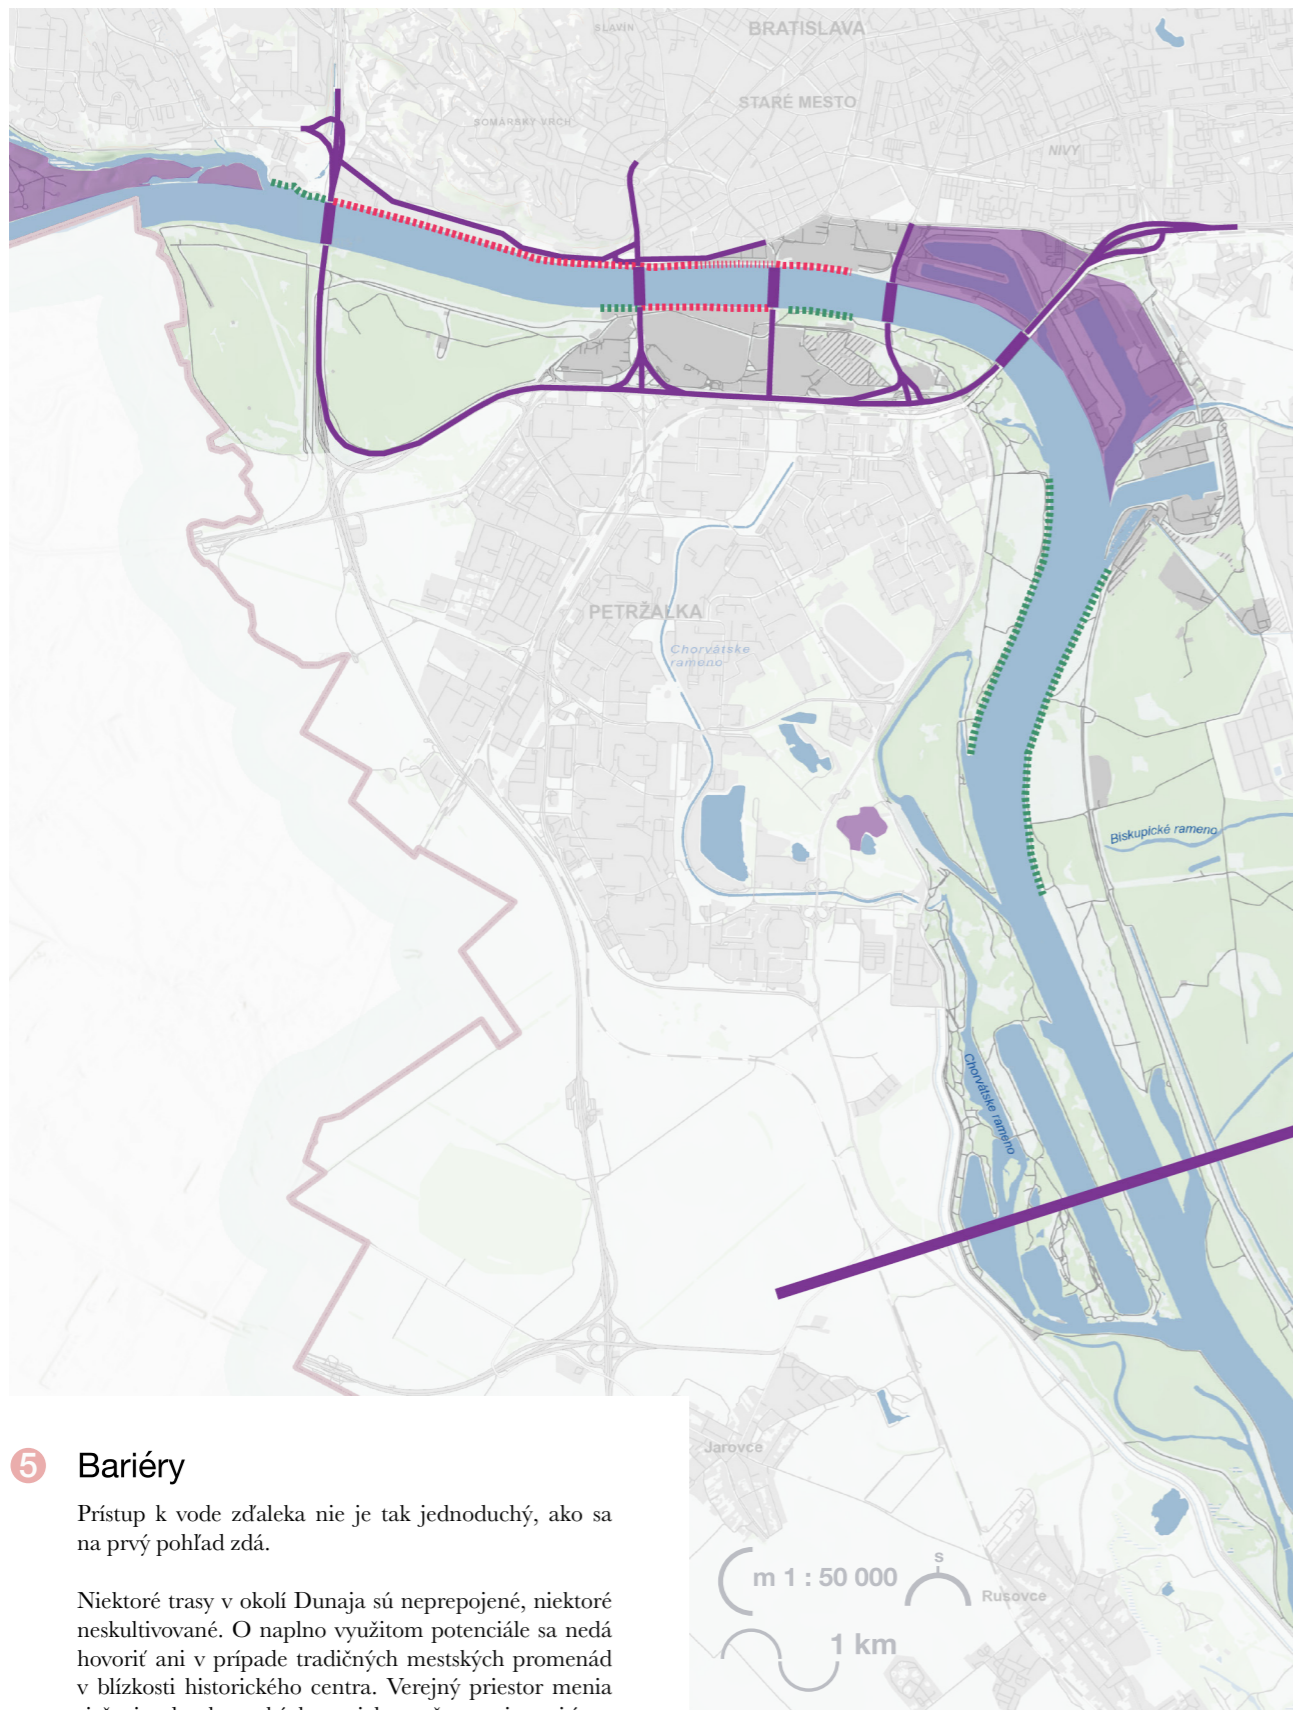 SLAVÍN
BRATISLAVA
STARÉ MESTO
SOMÁRSKY VRCH
NIVY
PETRŽALKA
Chorvátske
rameno
Biskupické rameno
Chorvátske rameno
Jarovce
m 1 : 50 000
S
Rusovce
1 km
5 Bariéry
Prístup k vode zďaleka nie je tak jednoduchý, ako sa
na prvý pohľad zdá.
Niektoré trasy v okolí Dunaja sú neprepojené, niektoré
neskultivované. O naplno využitom potenciále sa nedá
hovoriť ani v prípade tradičných mestských promenád
v blízkosti historického centra. Verejný priestor menia